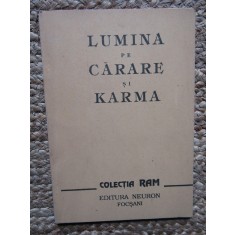 LUMINA
PE
CĂRARE
ȘI
KARMA
COLECȚIA RAM
EDITURA NEURON
FOCȘANI